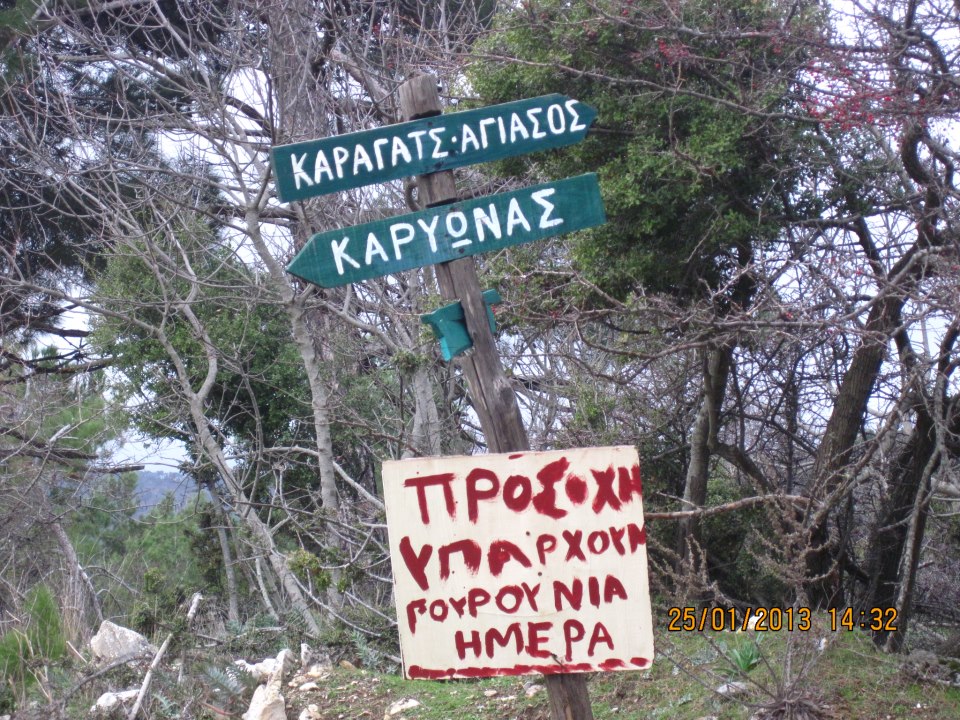 ΚΑΡΑΓΑΤΣ·ΑΓΙΑΣΟΣ
ΚΑΡΥΩΝΑΣ
ΠΡΟΣΟΧΗ
ΥΠΑΡΧΟΥΝ
ΓΟΥΡΟΥΝΙΑ
ΗΜΕΡΑ
25/01/2013 14:32